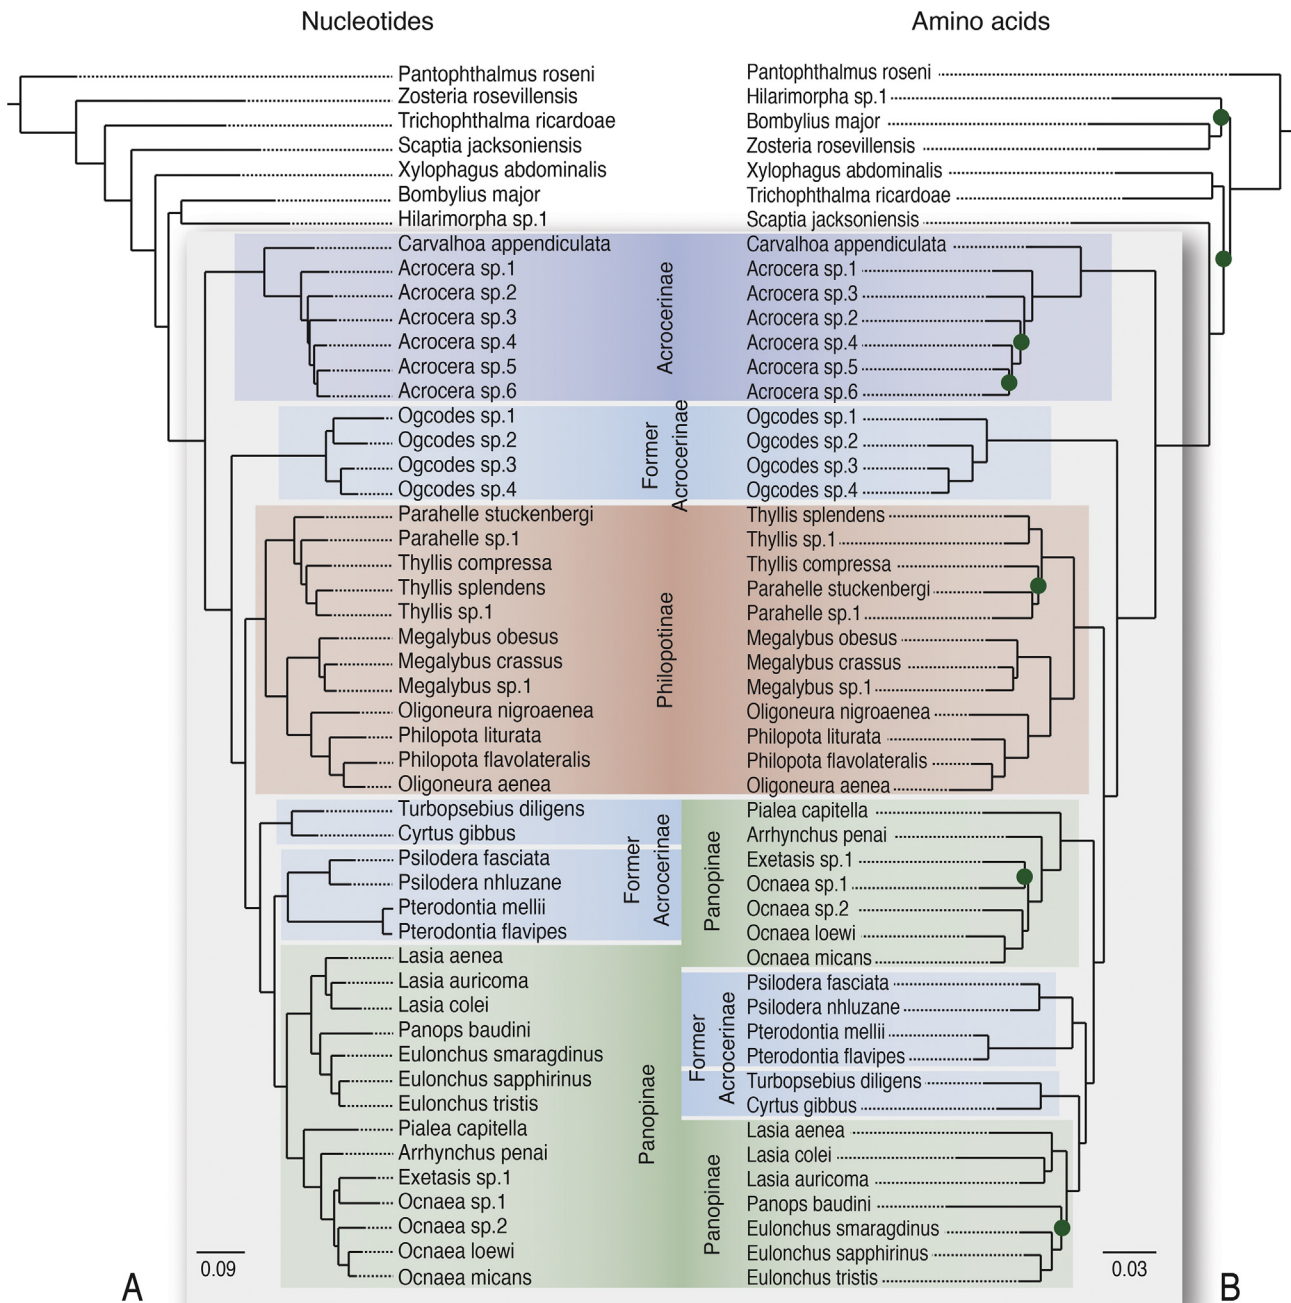 Nucleotides
Amino acids
Pantophthalmus roseni
Zosteria rosevillensis
Trichophthalma ricardoae
Scaptia jacksoniensis
Xylophagus abdominalis
Bombylius major
Hilarimorpha sp.1
Carvalhoa appendiculata
Acrocera sp.1
Acrocera sp.2
Acrocera sp.3
Acrocera sp.4
Acrocera sp.5
Acrocera sp.6
Ogcodes sp.1
Ogcodes sp.2
Ogcodes sp.3
Ogcodes sp.4
Parahelle stuckenbergi
Parahelle sp.1
Thyllis compressa
Thyllis splendens
Thyllis sp.1
Megalybus obesus
Megalybus crassus
Megalybus sp.1
Oligoneura nigroaenea
Philopota liturata
Philopota flavolateralis
Oligoneura aenea
Turbopsebius diligens
Cyrtus gibbus
Psilodera fasciata
Psilodera nhluzane
Pterodontia mellii
Pterodontia flavipes
Lasia aenea
Lasia auricoma
Lasia colei
Panops baudini
Eulonchus smaragdinus
Eulonchus sapphirinus
Eulonchus tristis
Pialea capitella
Arrhynchus penai
Exetasis sp.1
Ocnaea sp.1
Ocnaea sp.2
Ocnaea loewi
Ocnaea micans
0.09
A
Acrocerinae
Former
Acrocerinae
Philopotinae
Former
Acrocerinae
Panopinae
Panopinae
Former
Acrocerinae
Panopinae
Pantophthalmus roseni
Hilarimorpha sp.1
Bombylius major
Zosteria rosevillensis
Xylophagus abdominalis
Trichophthalma ricardoae
Scaptia jacksoniensis
Carvalhoa appendiculata
Acrocera sp.1
Acrocera sp.3
Acrocera sp.2
Acrocera sp.4
Acrocera sp.5
Acrocera sp.6
Ogcodes sp.1
Ogcodes sp.2
Ogcodes sp.3
Ogcodes sp.4
Thyllis splendens
Thyllis sp.1
Thyllis compressa
Parahelle stuckenbergi
Parahelle sp.1
Megalybus obesus
Megalybus crassus
Megalybus sp.1
Oligoneura nigroaenea
Philopota liturata
Philopota flavolateralis
Oligoneura aenea
Pialea capitella
Arrhynchus penai
Exetasis sp.1
Ocnaea sp.1
Ocnaea sp.2
Ocnaea loewi
Ocnaea micans
Psilodera fasciata
Psilodera nhluzane
Pterodontia mellii
Pterodontia flavipes
Turbopsebius diligens
Cyrtus gibbus
Lasia aenea
Lasia colei
Lasia auricoma
Panops baudini
Eulonchus smaragdinus
Eulonchus sapphirinus
Eulonchus tristis
0.03
B